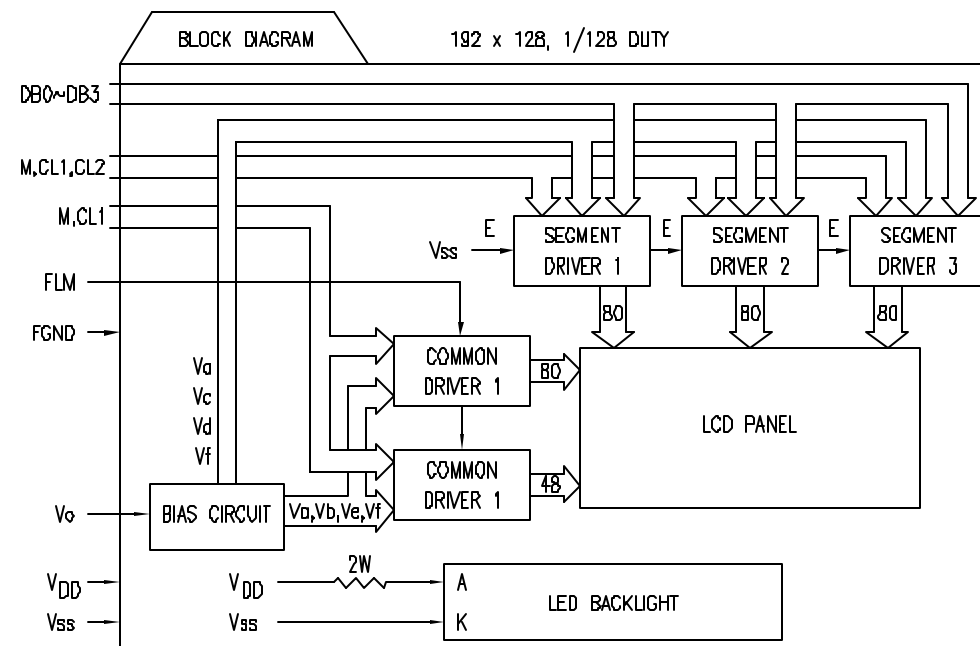 BLOCK DIAGRAM
192 x 128, 1/128 DUTY
DB0~DB3
M,CL1,CL2
M,CL1
FLM
FGND
Vss
E
SEGMENT
DRIVER 1
E
SEGMENT
DRIVER 2
E
SEGMENT
DRIVER 3
80
80
80
COMMON
DRIVER 1
80
LCD PANEL
COMMON
DRIVER 1
48
Va
Vc
Vd
Vf
Vo
BIAS CIRCUIT
Va,Vb,Ve,Vf
VDD
Vss
VDD
2W
A
Vss
K
LED BACKLIGHT